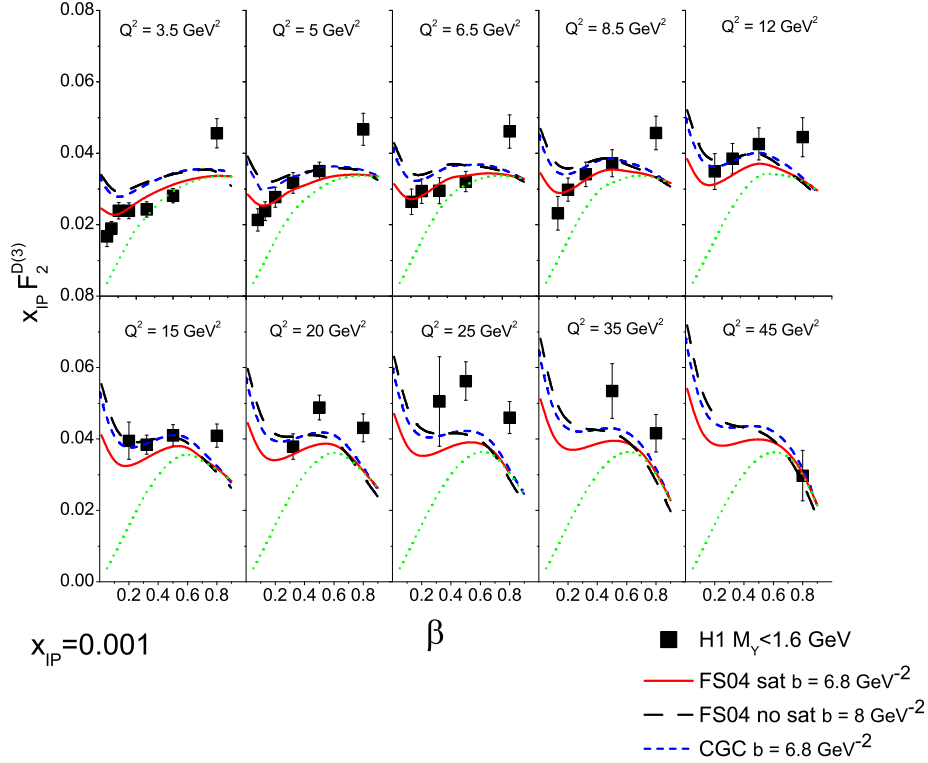 0.08
Q² = 3.5 GeV² Q² = 5 GeV² Q² = 6.5 GeV² Q² = 8.5 GeV² Q² = 12 GeV²
0.06
0.04
0.02
x_IP F₂^D(3)
0.08
Q² = 15 GeV² Q² = 20 GeV² Q² = 25 GeV² Q² = 35 GeV² Q² = 45 GeV²
0.06
0.04
0.02
0.00
0.2 0.4 0.6 0.8 0.2 0.4 0.6 0.8 0.2 0.4 0.6 0.8 0.2 0.4 0.6 0.8 0.2 0.4 0.6 0.8
β
x_IP=0.001
H1 M_Y<1.6 GeV
FS04 sat b = 6.8 GeV⁻²
FS04 no sat b = 8 GeV⁻²
CGC b = 6.8 GeV⁻²